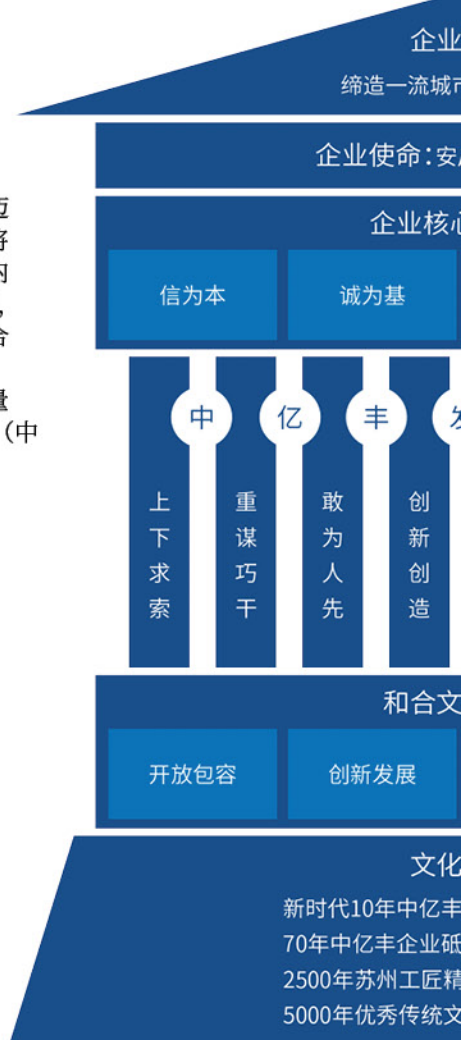 企业
缔造一流城
企业使命：安
企业核
信为本
诚为基
中
亿
丰
上下求索
重谋巧干
敢为人先
创新创造
和合文
开放包容
创新发展
文化
新时代10年中亿丰
70年中亿丰企业砥
2500年苏州工匠精
5000年优秀传统文
，
（中